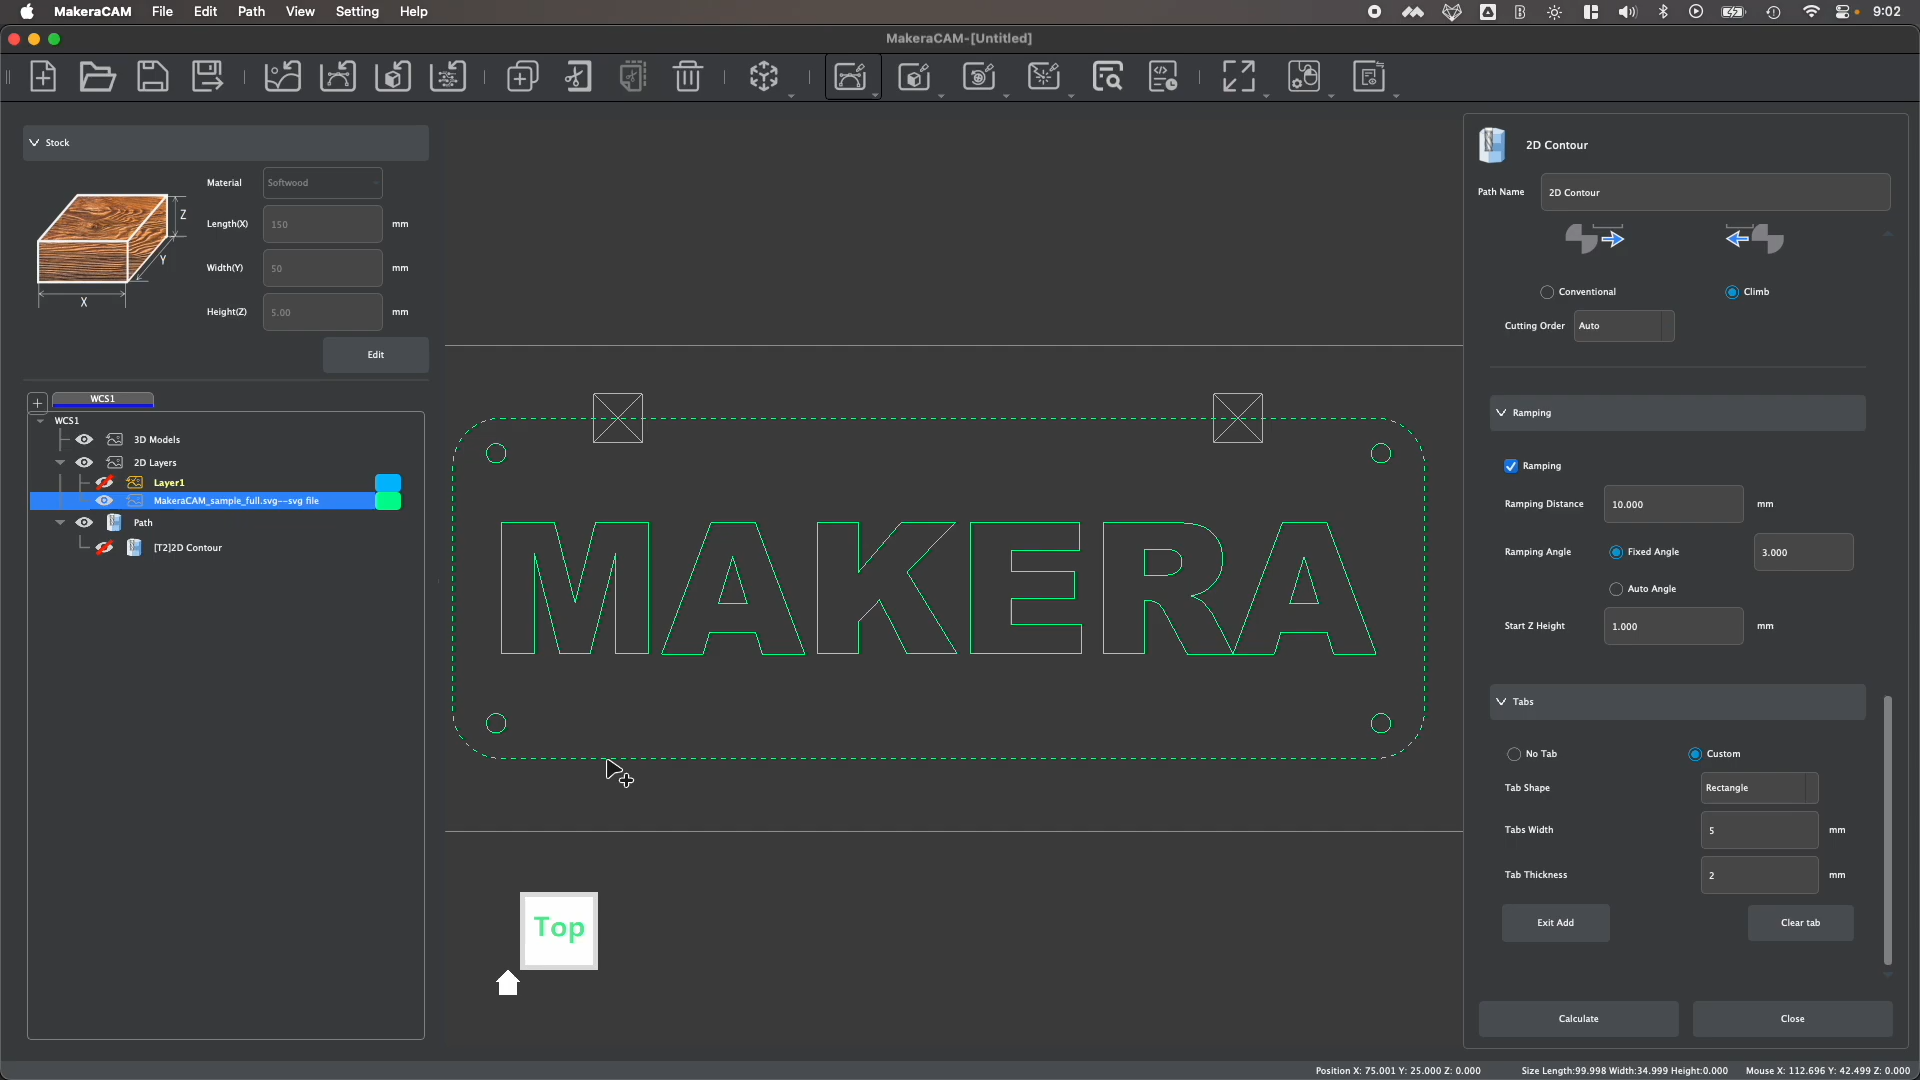 MakeraCAM File Edit Path View Setting Help 9:02
MakeraCAM-[Untitled]
Stock
Material Softwood
Length(X) 150 mm
Width(Y) 50 mm
Height(Z) 5.00 mm
Z
Y
X
Edit
WCS1
WCS1
3D Models
2D Layers
Layer1
MakeraCAM_sample_full.svg--svg file
Path
[T2]2D Contour
MAKERA
Top
2D Contour
Path Name 2D Contour
Conventional Climb
Cutting Order Auto
Ramping
Ramping
Ramping Distance 10.000 mm
Ramping Angle Fixed Angle 3.000
Auto Angle
Start Z Height 1.000 mm
Tabs
No Tab Custom
Tab Shape Rectangle
Tabs Width 5 mm
Tab Thickness 2 mm
Exit Add Clear tab
Calculate Close
Position X: 75.001 Y: 25.000 Z: 0.000 Size Length:99.998 Width:34.999 Height:0.000 Mouse X: 112.696 Y: 42.499 Z: 0.000